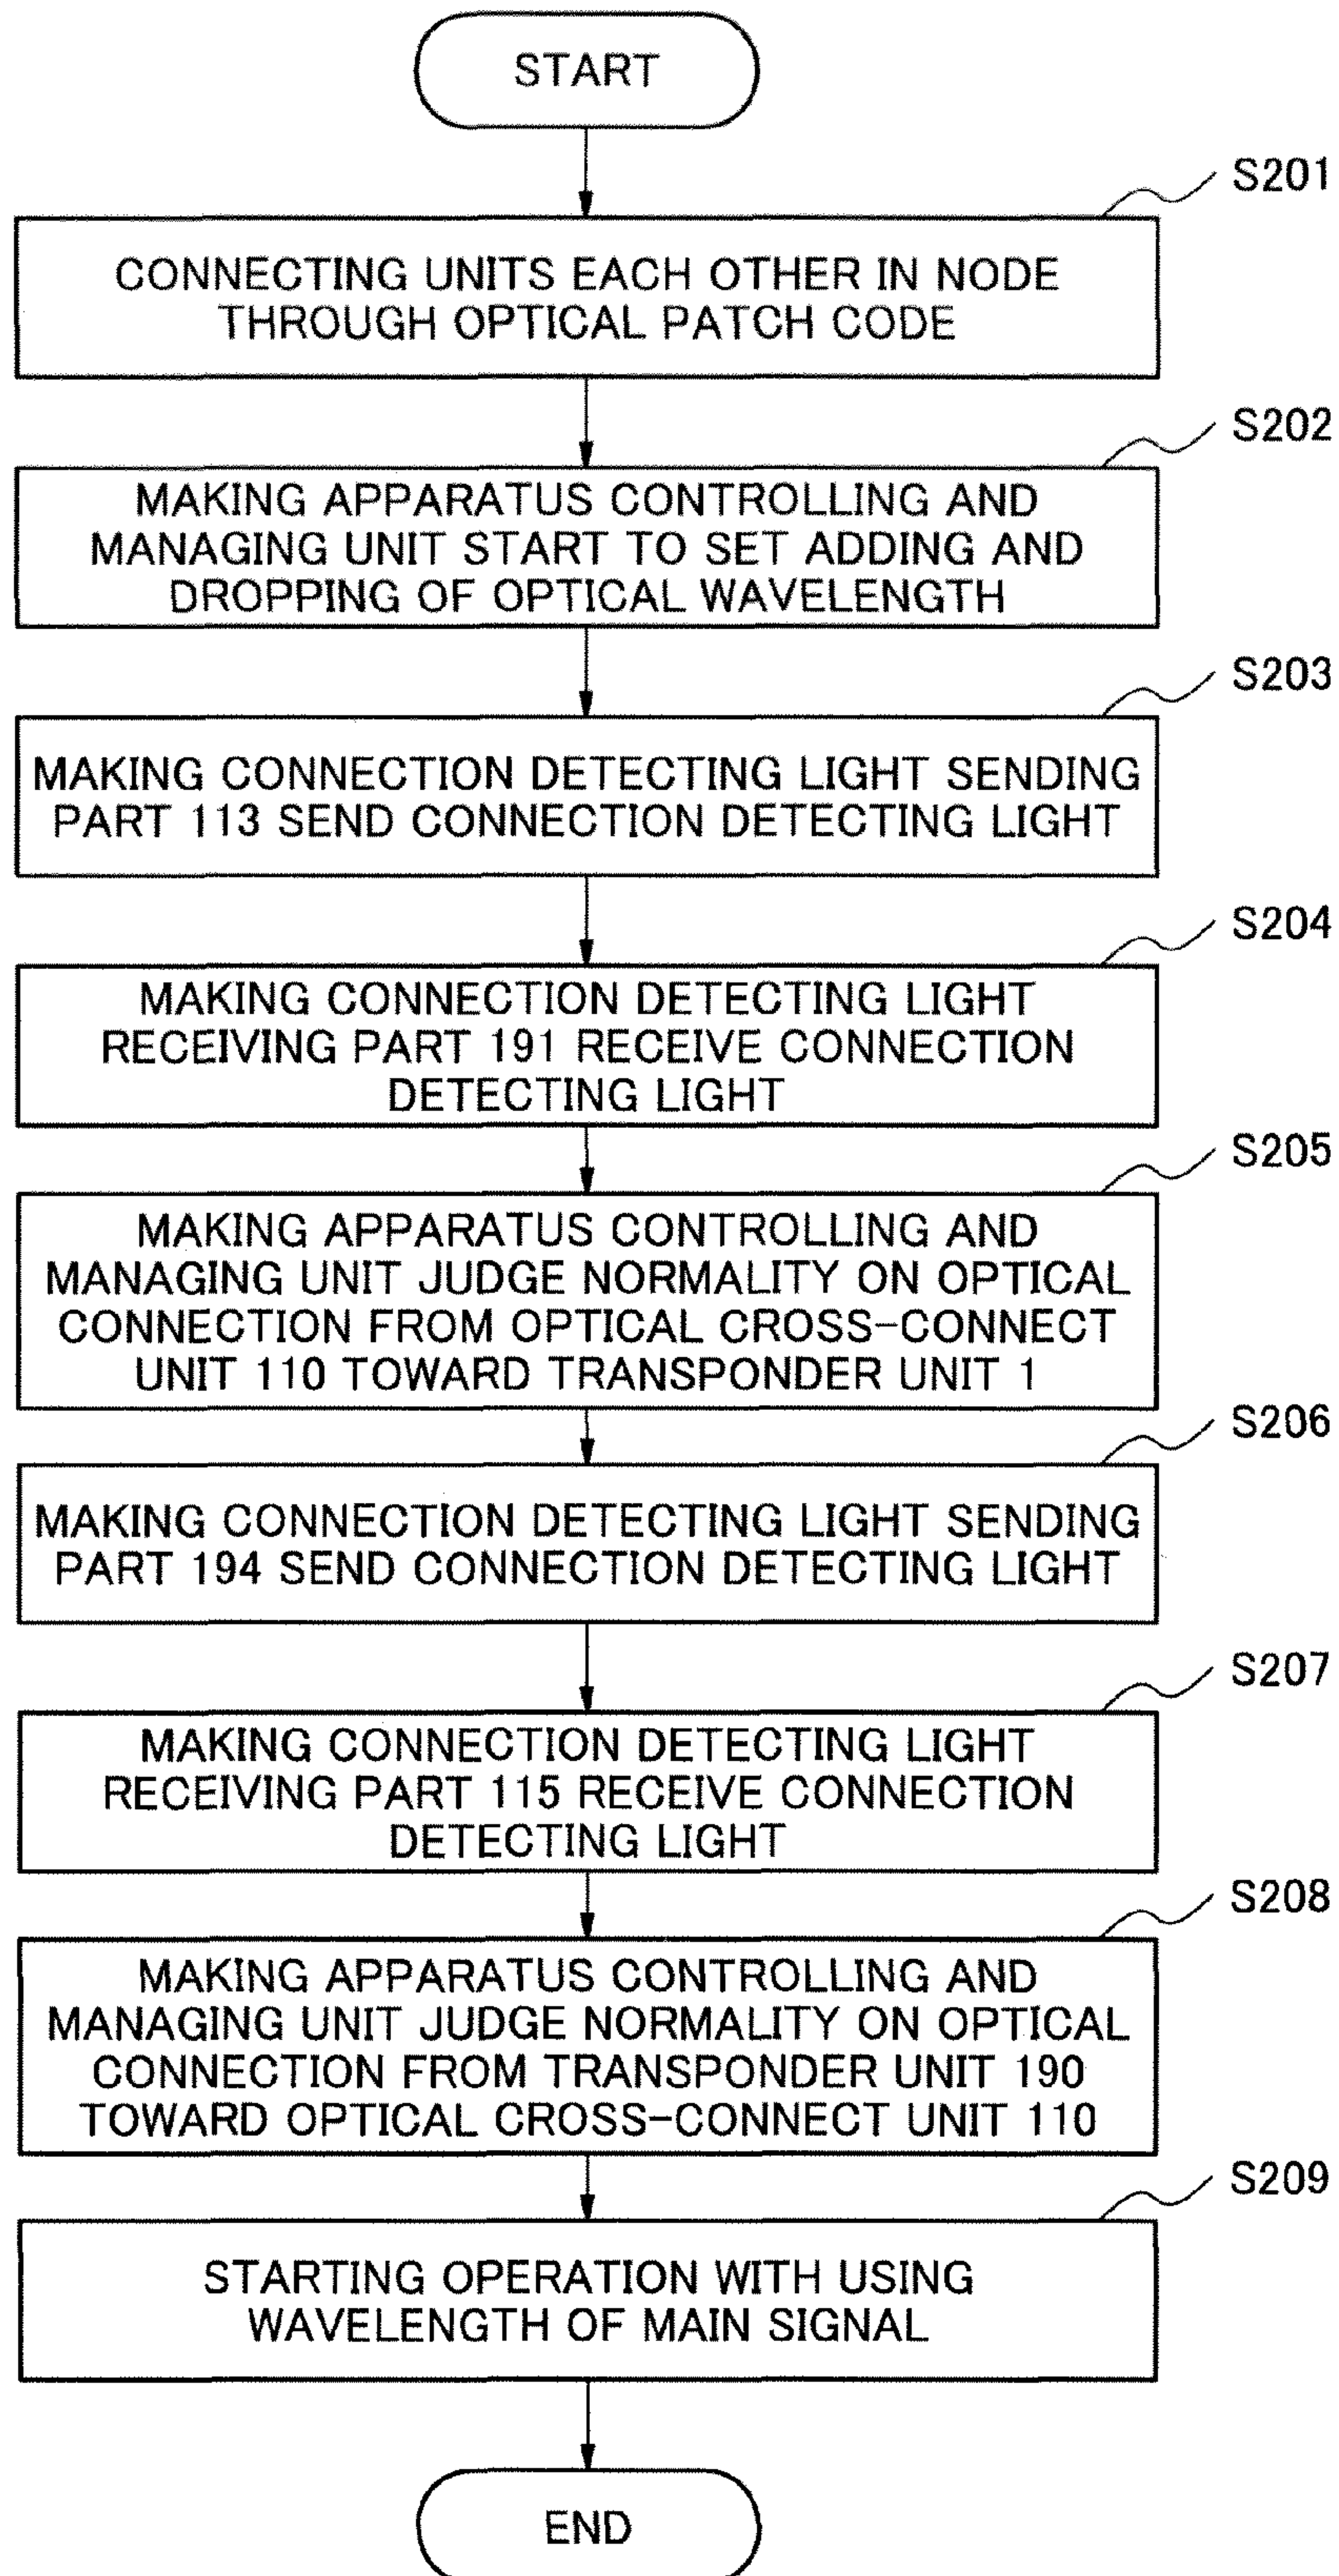 START
S201
CONNECTING UNITS EACH OTHER IN NODE
THROUGH OPTICAL PATCH CODE
S202
MAKING APPARATUS CONTROLLING AND
MANAGING UNIT START TO SET ADDING AND
DROPPING OF OPTICAL WAVELENGTH
S203
MAKING CONNECTION DETECTING LIGHT SENDING
PART 113 SEND CONNECTION DETECTING LIGHT
S204
MAKING CONNECTION DETECTING LIGHT
RECEIVING PART 191 RECEIVE CONNECTION
DETECTING LIGHT
S205
MAKING APPARATUS CONTROLLING AND
MANAGING UNIT JUDGE NORMALITY ON OPTICAL
CONNECTION FROM OPTICAL CROSS-CONNECT
UNIT 110 TOWARD TRANSPONDER UNIT 1
S206
MAKING CONNECTION DETECTING LIGHT SENDING
PART 194 SEND CONNECTION DETECTING LIGHT
S207
MAKING CONNECTION DETECTING LIGHT
RECEIVING PART 115 RECEIVE CONNECTION
DETECTING LIGHT
S208
MAKING APPARATUS CONTROLLING AND
MANAGING UNIT JUDGE NORMALITY ON OPTICAL
CONNECTION FROM TRANSPONDER UNIT 190
TOWARD OPTICAL CROSS-CONNECT UNIT 110
S209
STARTING OPERATION WITH USING
WAVELENGTH OF MAIN SIGNAL
END